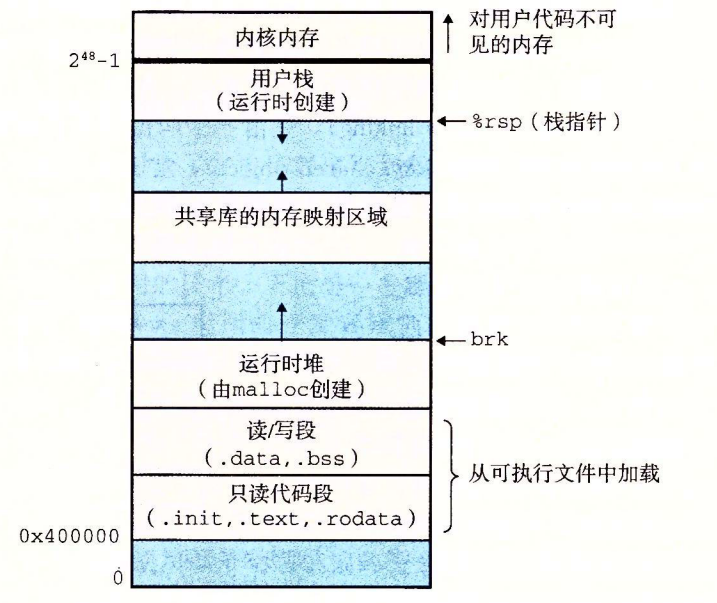 内核内存
对用户代码不可
见的内存
2⁴⁸-1
用户栈
（运行时创建）
%rsp（栈指针）
共享库的内存映射区域
brk
运行时堆
（由malloc创建）
读/写段
（.data,.bss）
从可执行文件中加载
只读代码段
（.init,.text,.rodata）
0x400000
0